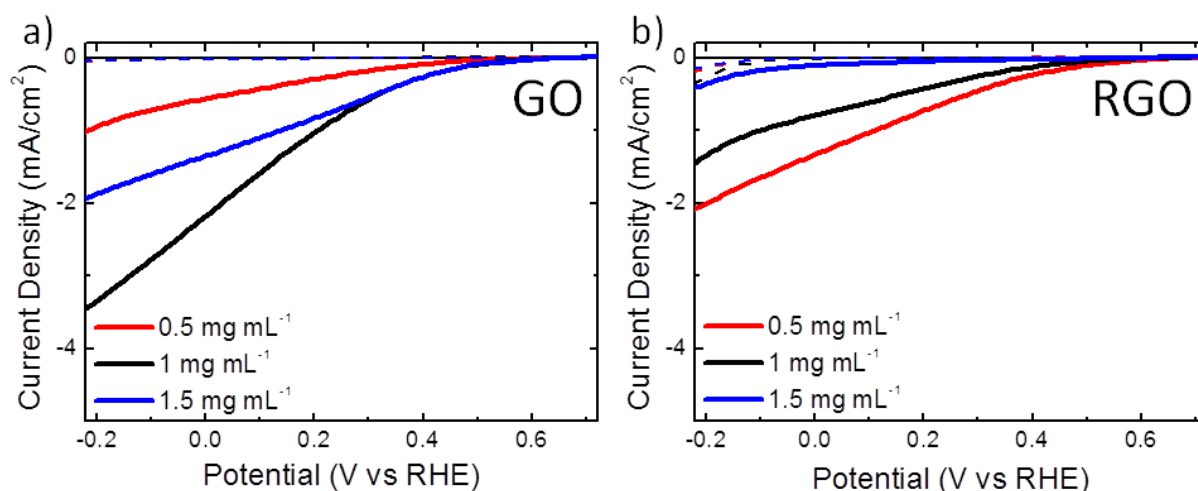 a)
GO
Current Density (mA/cm²)
0
-2
-4
0.5 mg mL⁻¹
1 mg mL⁻¹
1.5 mg mL⁻¹
-0.2 0.0 0.2 0.4 0.6
Potential (V vs RHE)
b)
RGO
Current Density (mA/cm²)
0
-2
-4
0.5 mg mL⁻¹
1 mg mL⁻¹
1.5 mg mL⁻¹
-0.2 0.0 0.2 0.4 0.6
Potential (V vs RHE)